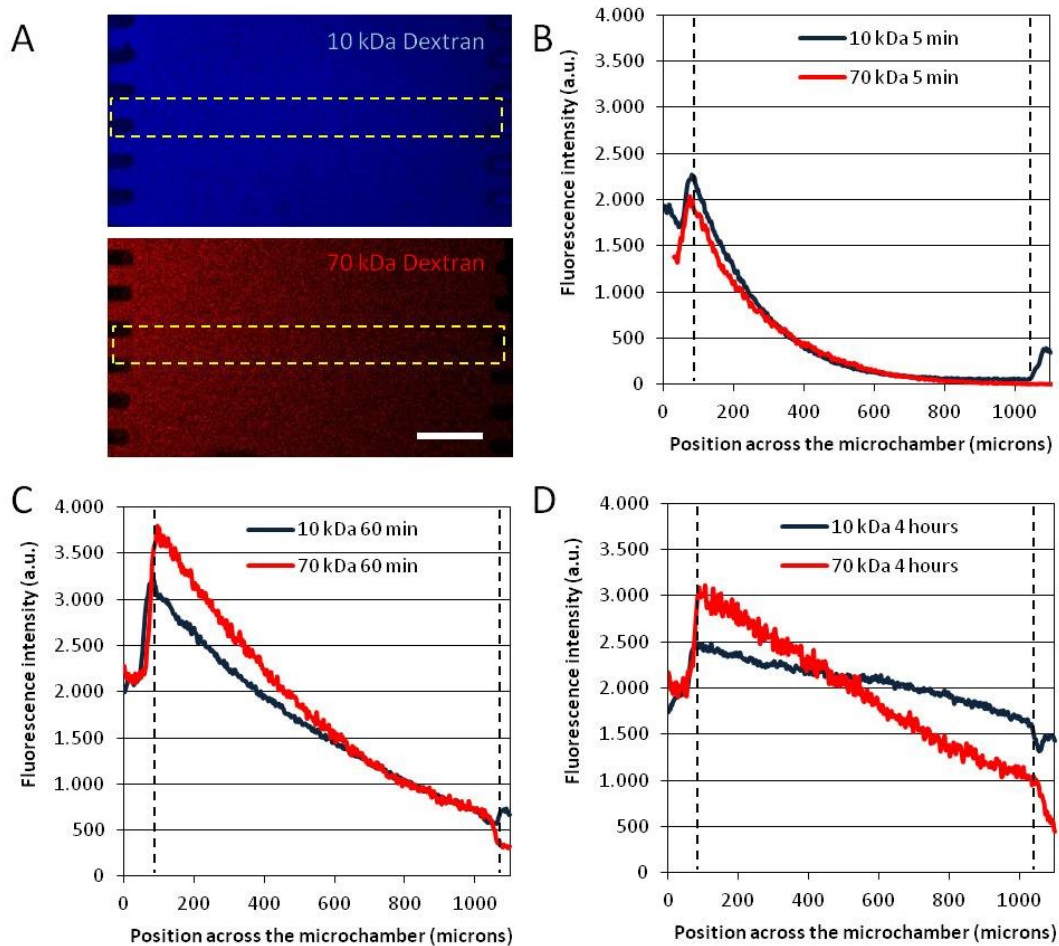 A
10 kDa Dextran
70 kDa Dextran
B
10 kDa 5 min
70 kDa 5 min
Fluorescence intensity (a.u.)
4.000
3.500
3.000
2.500
2.000
1.500
1.000
500
0
0 200 400 600 800 1000
Position across the microchamber (microns)
C
10 kDa 60 min
70 kDa 60 min
Fluorescence intensity (a.u.)
4.000
3.500
3.000
2.500
2.000
1.500
1.000
500
0
0 200 400 600 800 1000
Position across the microchamber (microns)
D
10 kDa 4 hours
70 kDa 4 hours
Fluorescence intensity (a.u.)
4.000
3.500
3.000
2.500
2.000
1.500
1.000
500
0
0 200 400 600 800 1000
Position across the microchamber (microns)